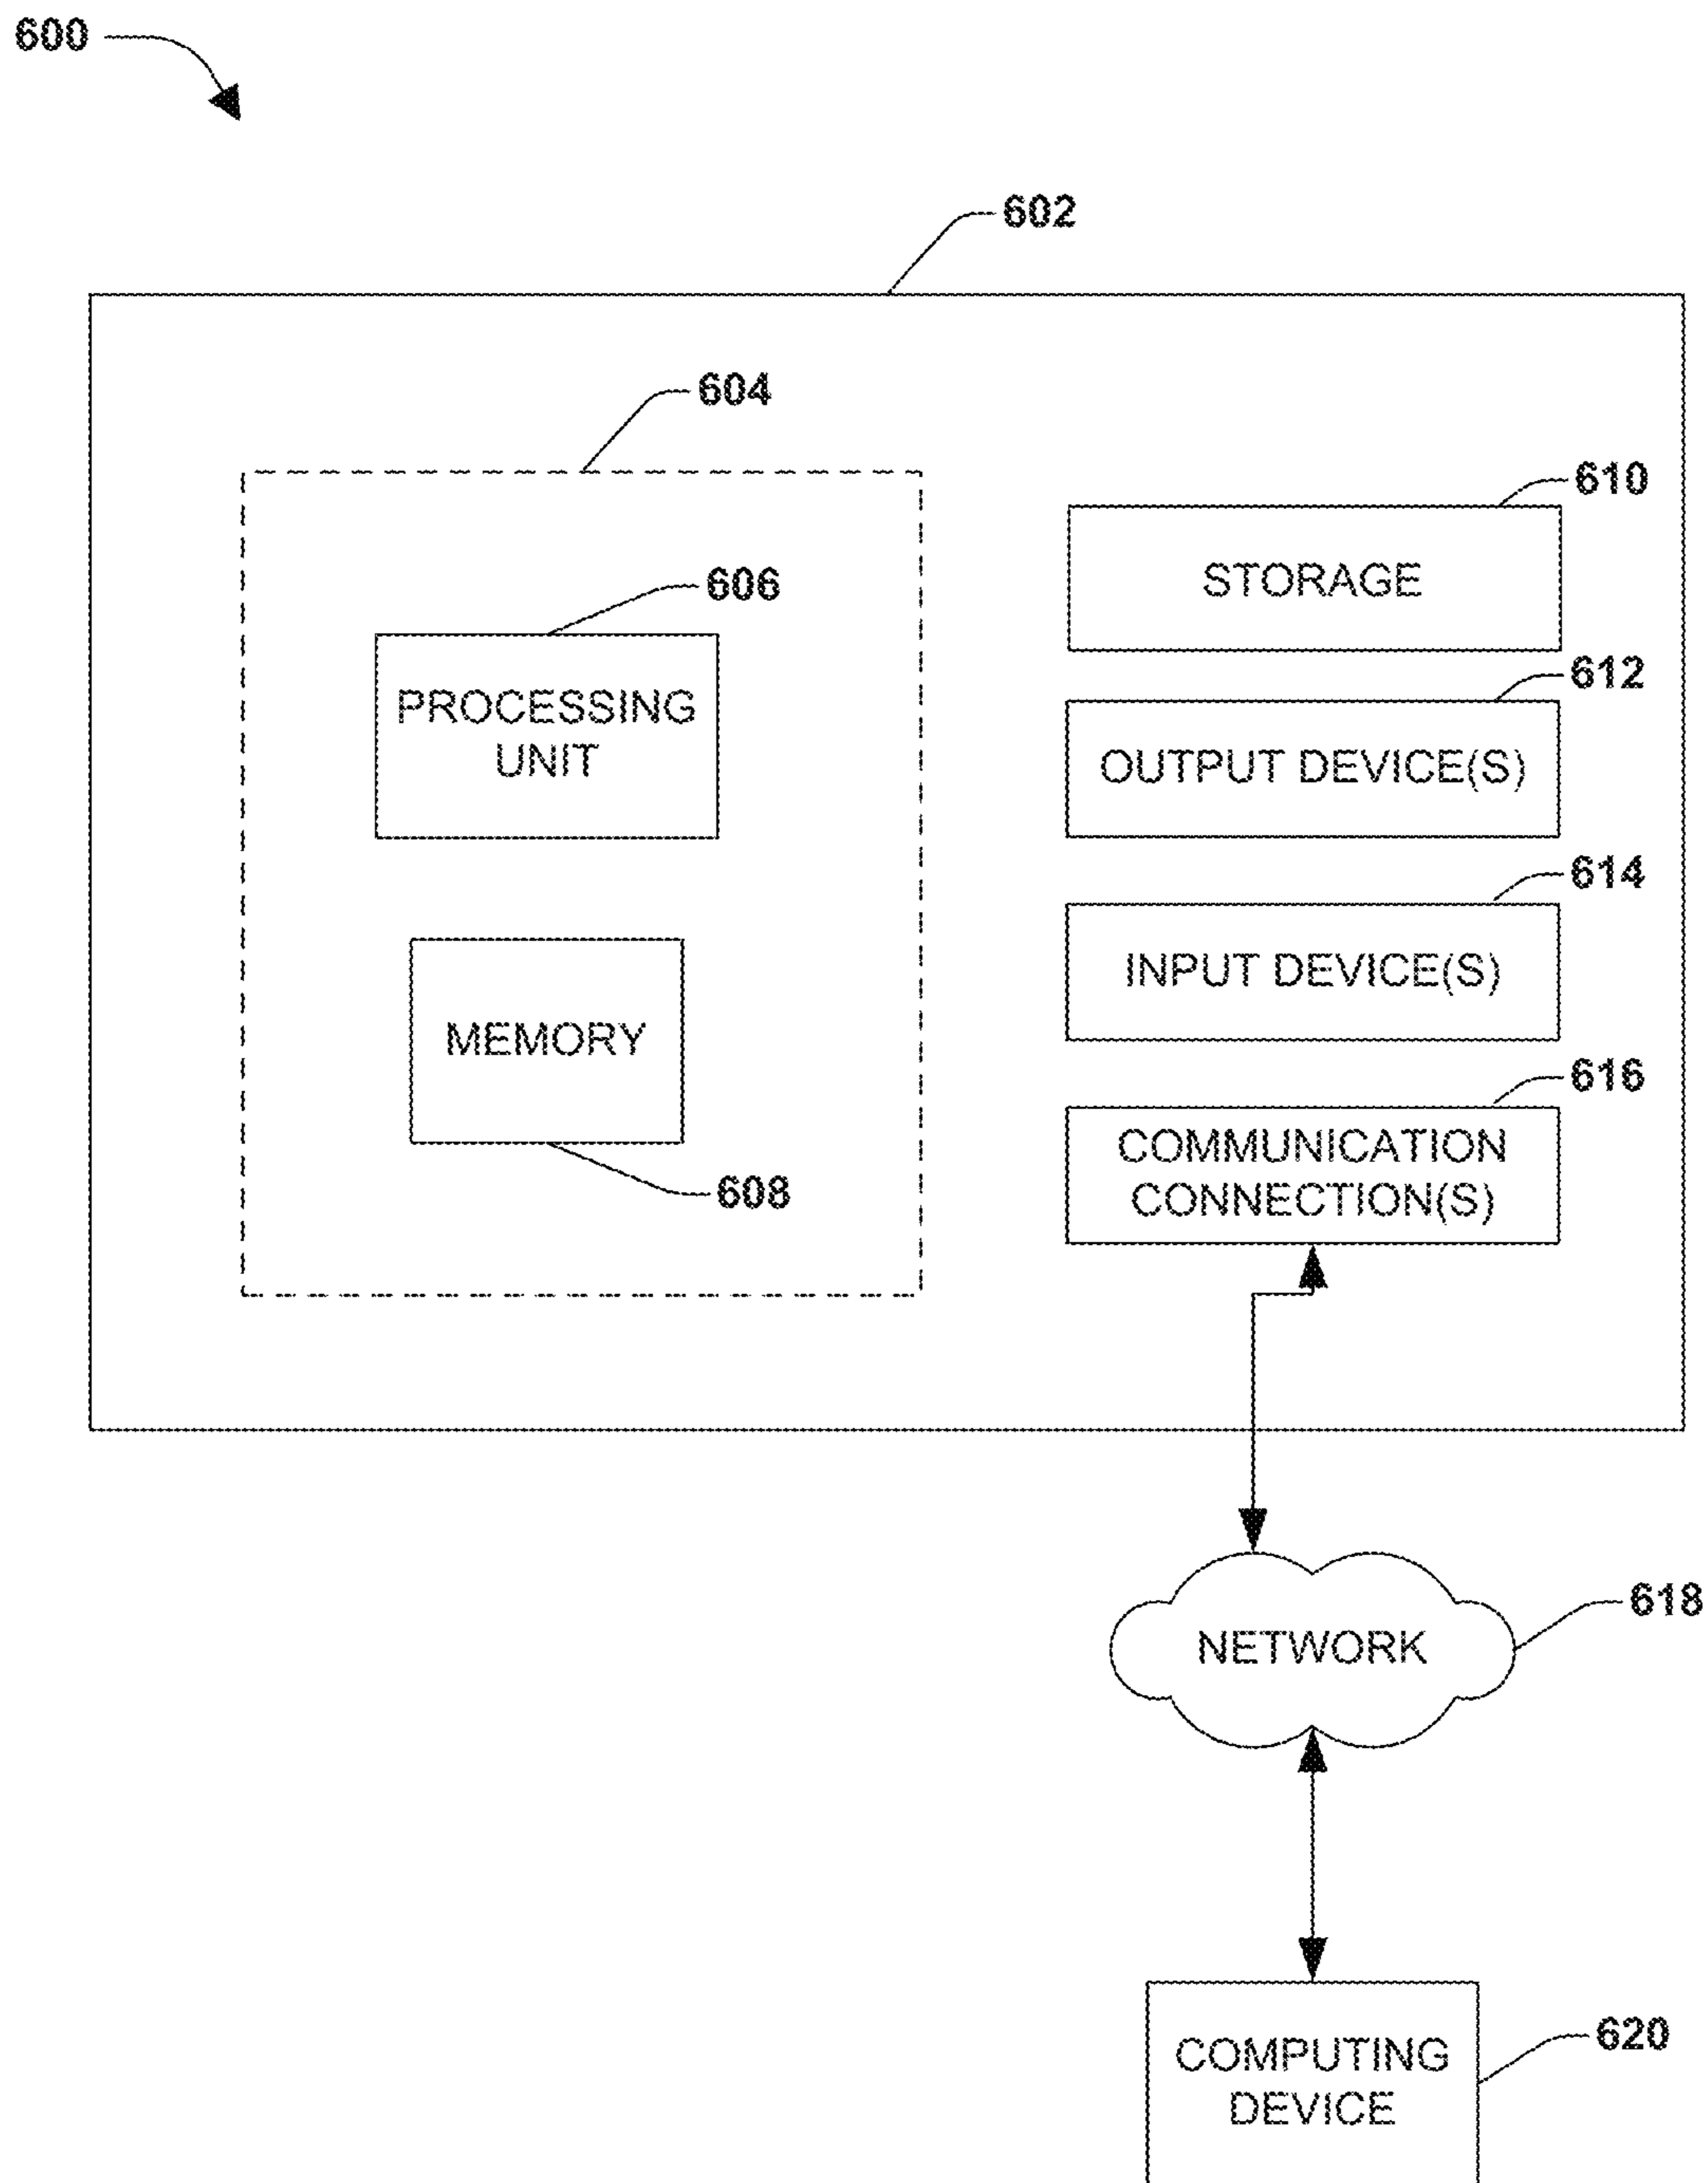 600
602
604
610
STORAGE
606
612
PROCESSING
UNIT
OUTPUT DEVICE(S)
614
INPUT DEVICE(S)
MEMORY
616
COMMUNICATION
CONNECTION(S)
608
618
NETWORK
620
COMPUTING
DEVICE